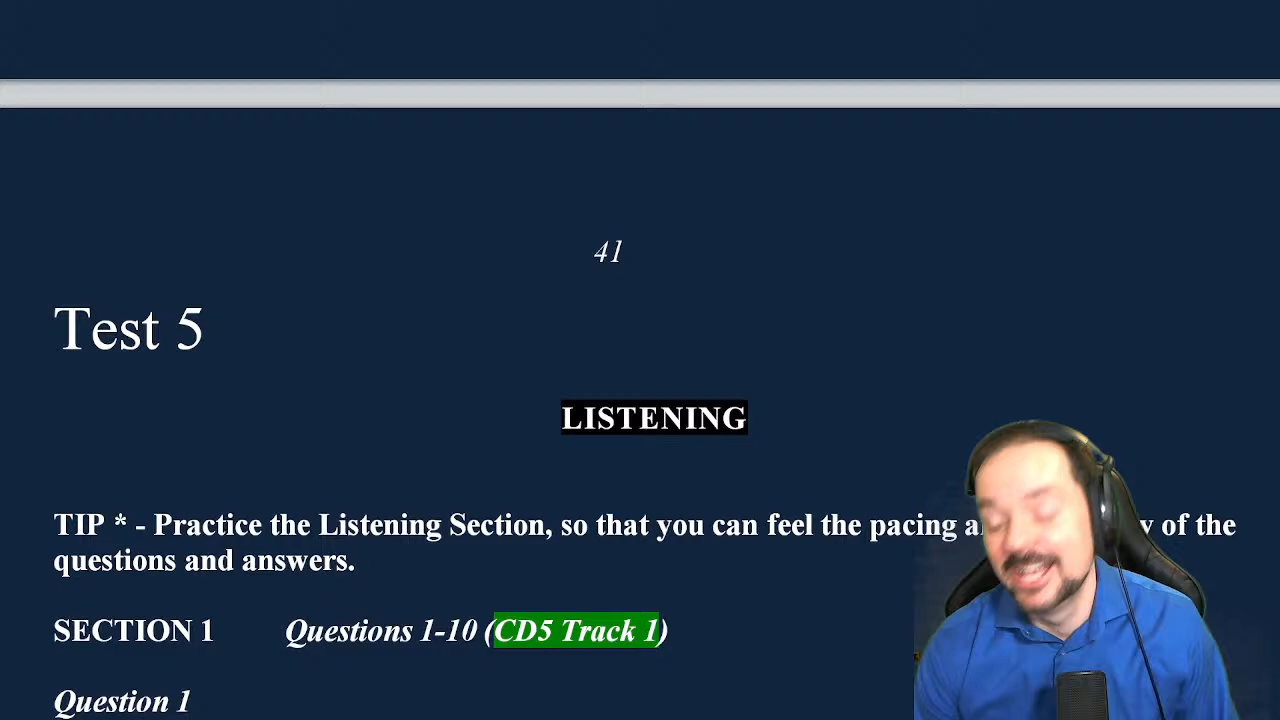 41
Test 5
LISTENING
TIP * - Practice the Listening Section, so that you can feel the pacing of the
questions and answers.
SECTION 1 Questions 1-10 (CD5 Track 1)
Question 1